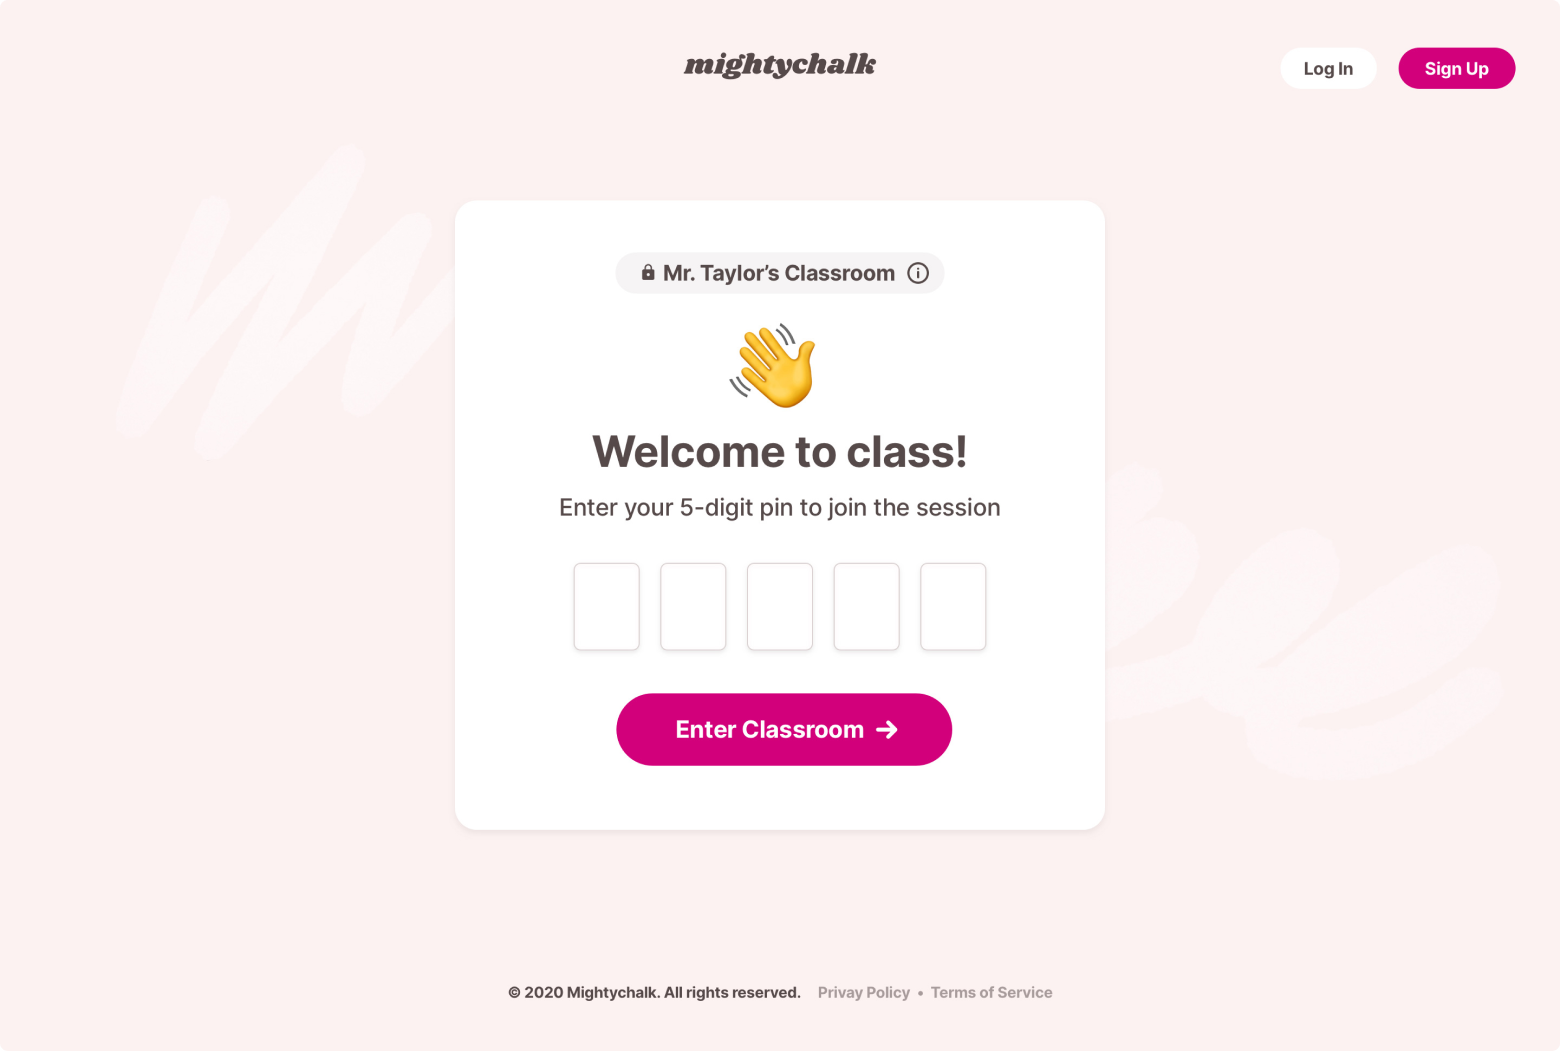 mightychalk
Log In
Sign Up
Mr. Taylor’s Classroom
Welcome to class!
Enter your 5-digit pin to join the session
Enter Classroom →
© 2020 Mightychalk. All rights reserved. Privay Policy • Terms of Service